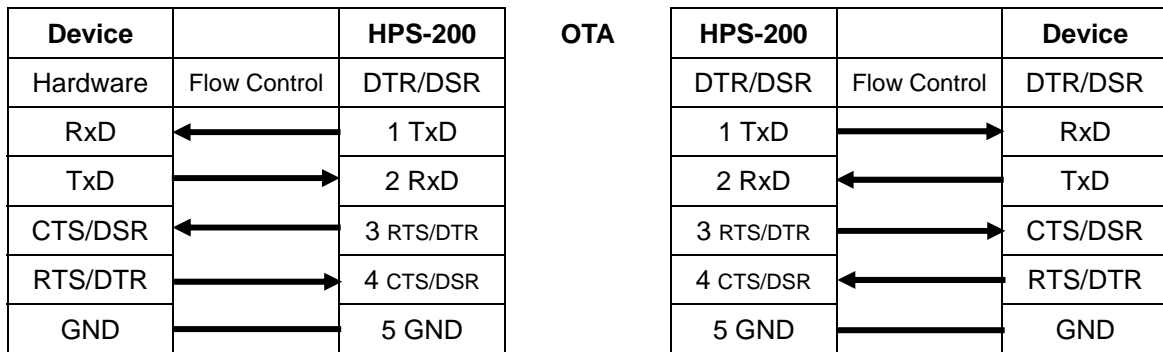 Device HPS-200 OTA HPS-200 Device
Hardware Flow Control DTR/DSR DTR/DSR Flow Control DTR/DSR
RxD 1 TxD 1 TxD RxD
TxD 2 RxD 2 RxD TxD
CTS/DSR 3 RTS/DTR 3 RTS/DTR CTS/DSR
RTS/DTR 4 CTS/DSR 4 CTS/DSR RTS/DTR
GND 5 GND 5 GND GND